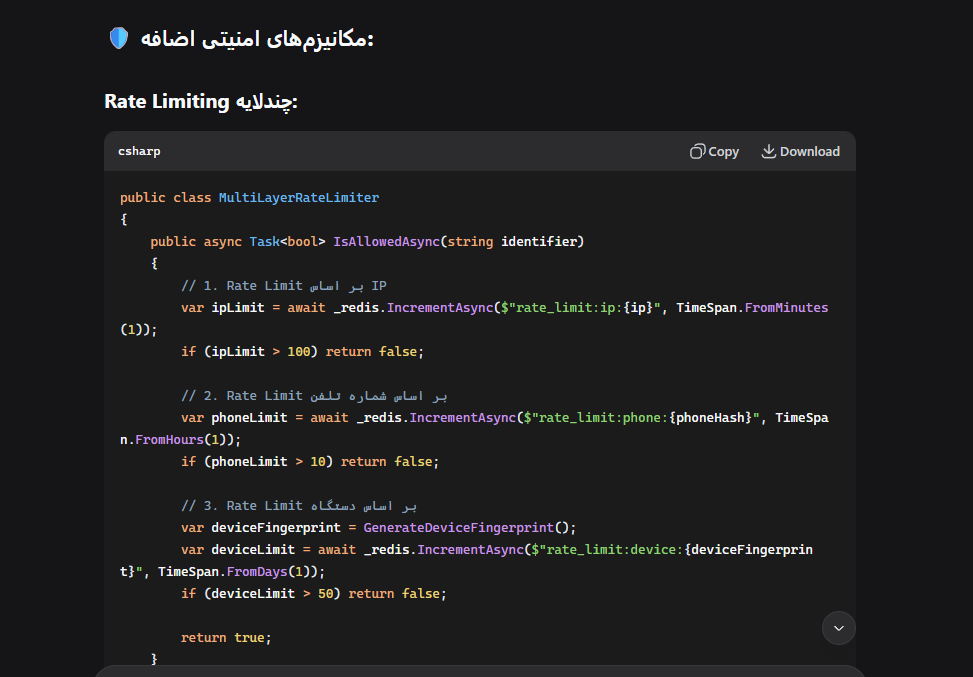 🛡️ مکانیزم‌های امنیتی اضافه:
Rate Limiting چندلایه:
csharp
Copy
Download
public class MultiLayerRateLimiter
{
    public async Task<bool> IsAllowedAsync(string identifier)
    {
        // 1. Rate Limit بر اساس IP
        var ipLimit = await _redis.IncrementAsync($"rate_limit:ip:{ip}", TimeSpan.FromMinutes
(1));
        if (ipLimit > 100) return false;
        // 2. Rate Limit بر اساس شماره تلفن
        var phoneLimit = await _redis.IncrementAsync($"rate_limit:phone:{phoneHash}", TimeSpa
n.FromHours(1));
        if (phoneLimit > 10) return false;
        // 3. Rate Limit بر اساس دستگاه
        var deviceFingerprint = GenerateDeviceFingerprint();
        var deviceLimit = await _redis.IncrementAsync($"rate_limit:device:{deviceFingerprin
t}", TimeSpan.FromDays(1));
        if (deviceLimit > 50) return false;
        return true;
    }